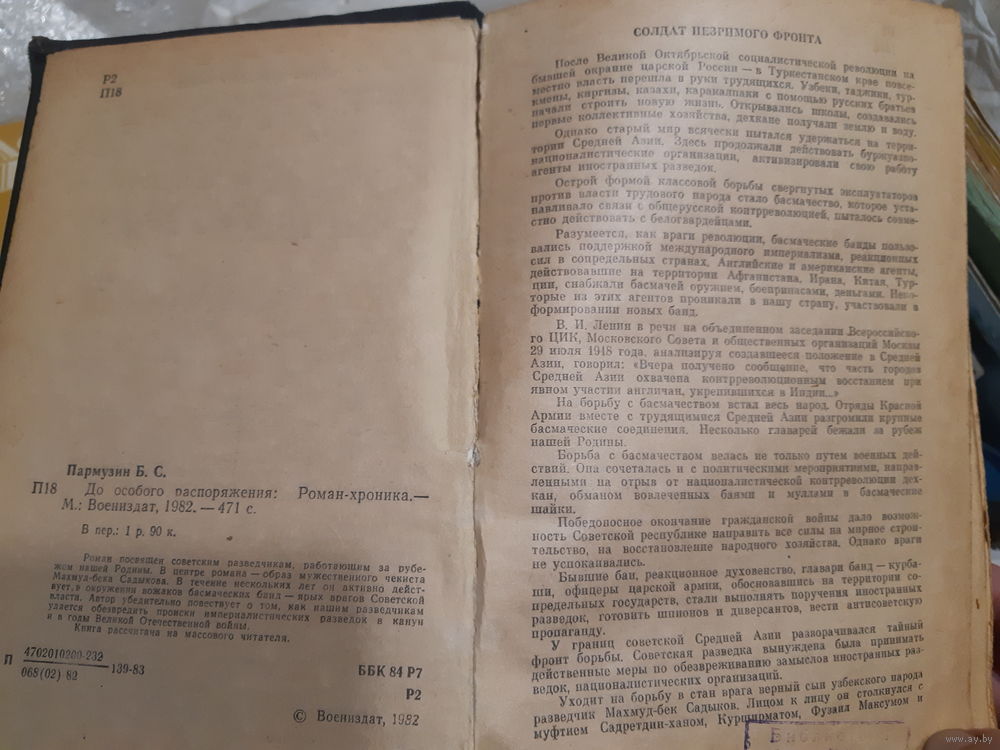 Р2
П18
Пармузин Б. С.
П18 До особого распоряжения: Роман-хроника.—
М.: Воениздат, 1982. — 471 с.
В пер.: 1 р. 90 к.
Роман посвящен советским разведчикам, работающим за рубе-
жом нашей Родины. В центре романа — образ мужественного чекиста
Махмуд-бека Садыкова. В течение нескольких лет он активно дейст-
вует в окружении вожаков басмаческих банд — ярых врагов Советской
власти. Автор убедительно повествует о том, как нашим разведчикам
удается обезвредить происки империалистических разведок в канун
и в годы Великой Отечественной войны.
Книга рассчитана на массового читателя.
П 4702010200-232
068(02) 82
139-83
ББК 84 Р7
Р2
© Воениздат, 1982
СОЛДАТ НЕЗРИМОГО ФРОНТА
После Великой Октябрьской социалистической революции на
бывшей окраине царской России — в Туркестанском крае повсе-
местно власть перешла в руки трудящихся. Узбеки, таджики, тур-
кмены, киргизы, казахи, каракалпаки с помощью русских братьев
начали строить новую жизнь. Открывались школы, создавались
первые коллективные хозяйства, дехкане получали землю и воду.
Однако старый мир всячески пытался удержаться на терри-
тории Средней Азии. Здесь продолжали действовать буржуазно-
националистические организации, активизировали свою работу
агенты иностранных разведок.
Острой формой классовой борьбы свергнутых эксплуататоров
против власти трудового народа стало басмачество, которое уста-
навливало связи с общерусской контрреволюцией, пыталось совме-
стно действовать с белогвардейцами.
Разумеется, как враги революции, басмаческие банды пользо-
вались поддержкой международного империализма, реакционных
сил в сопредельных странах. Английские и американские агенты,
действовавшие на территории Афганистана, Ирана, Китая, Тур-
ции, снабжали басмачей оружием, боеприпасами, деньгами. Неко-
торые из этих агентов проникали в нашу страну, участвовали в
формировании новых банд.
В. И. Ленин в речи на объединенном заседании Всероссийско-
го ЦИК, Московского Совета и общественных организаций Москвы
29 июля 1918 года, анализируя создавшееся положение в Средней
Азии, говорил: «Вчера получено сообщение, что часть городов
Средней Азии охвачена контрреволюционным восстанием при
явном участии англичан, укрепившихся в Индии...»
На борьбу с басмачеством встал весь народ. Отряды Красной
Армии вместе с трудящимися Средней Азии разгромили крупные
басмаческие соединения. Несколько главарей бежали за рубеж
нашей Родины.
Борьба с басмачеством велась не только путем военных дей-
ствий. Она сочеталась и с политическими мероприятиями, направ-
ленными на отрыв от националистической контрреволюции дех-
кан, обманом вовлеченных баями и муллами в басмаческие
шайки.
Победоносное окончание гражданской войны дало возмож-
ность Советской республике направить все силы на мирное строи-
тельство, на восстановление народного хозяйства. Однако враги
не успокаивались.
Бывшие баи, реакционное духовенство, главари банд — курба-
ши, офицеры царской армии, обосновавшись на территории со-
предельных государств, стали выполнять поручения иностранных
разведок, готовить шпионов и диверсантов, вести антисоветскую
пропаганду.
У границ советской Средней Азии разворачивался тайный
фронт борьбы. Советская разведка вынуждена была принимать
действенные меры по обезвреживанию замыслов иностранных раз-
ведок, националистических организаций.
Уходит на борьбу в стан врага верный сын узбекского народа
разведчик Махмуд-бек Садыков. Лицом к лицу он столкнулся с
муфтием Садретдин-ханом, Курширматом, Фузаил Максумом и
www.ay.by